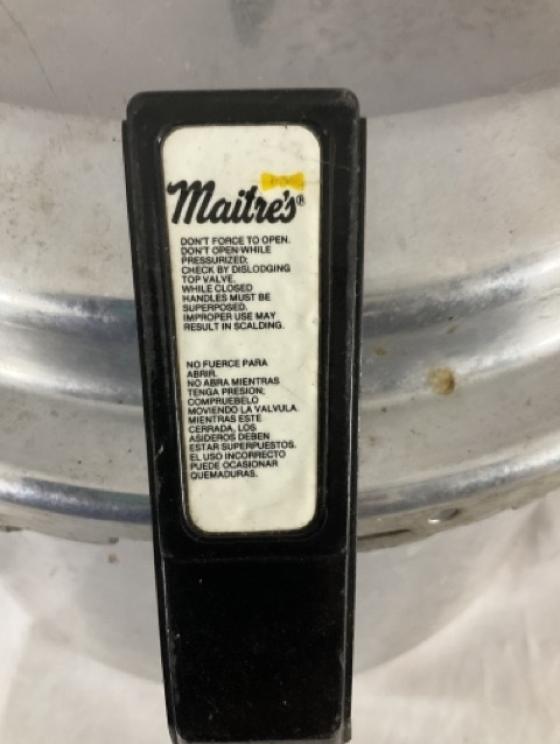 Maitre's®
DON'T FORCE TO OPEN.
DON'T OPEN WHILE
PRESSURIZED:
CHECK BY DISLODGING
TOP VALVE.
WHILE CLOSED
HANDLES MUST BE
SUPERPOSED.
IMPROPER USE MAY
RESULT IN SCALDING.
NO FUERCE PARA
ABRIR.
NO ABRA MIENTRAS
TENGA PRESION;
COMPRUEBELO
MOVIENDO LA VALVULA.
MIENTRAS ESTE
CERRADA, LOS
ASIDEROS DEBEN
ESTAR SUPERPUESTOS.
EL USO INCORRECTO
PUEDE OCASIONAR
QUEMADURAS.